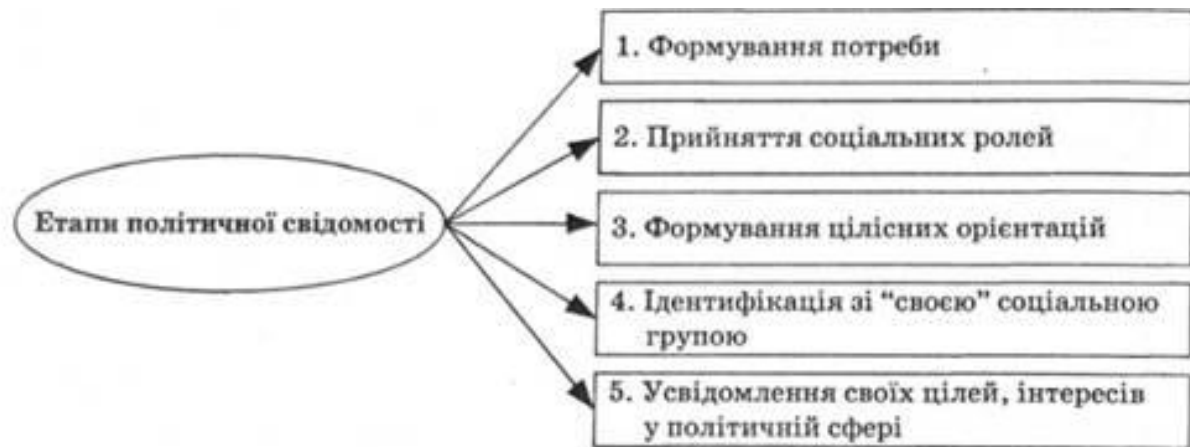 1. Формування потреби
2. Прийняття соціальних ролей
Етапи політичної свідомості
3. Формування цілісних орієнтацій
4. Ідентифікація зі “своєю” соціальною
групою
5. Усвідомлення своїх цілей, інтересів
у політичній сфері